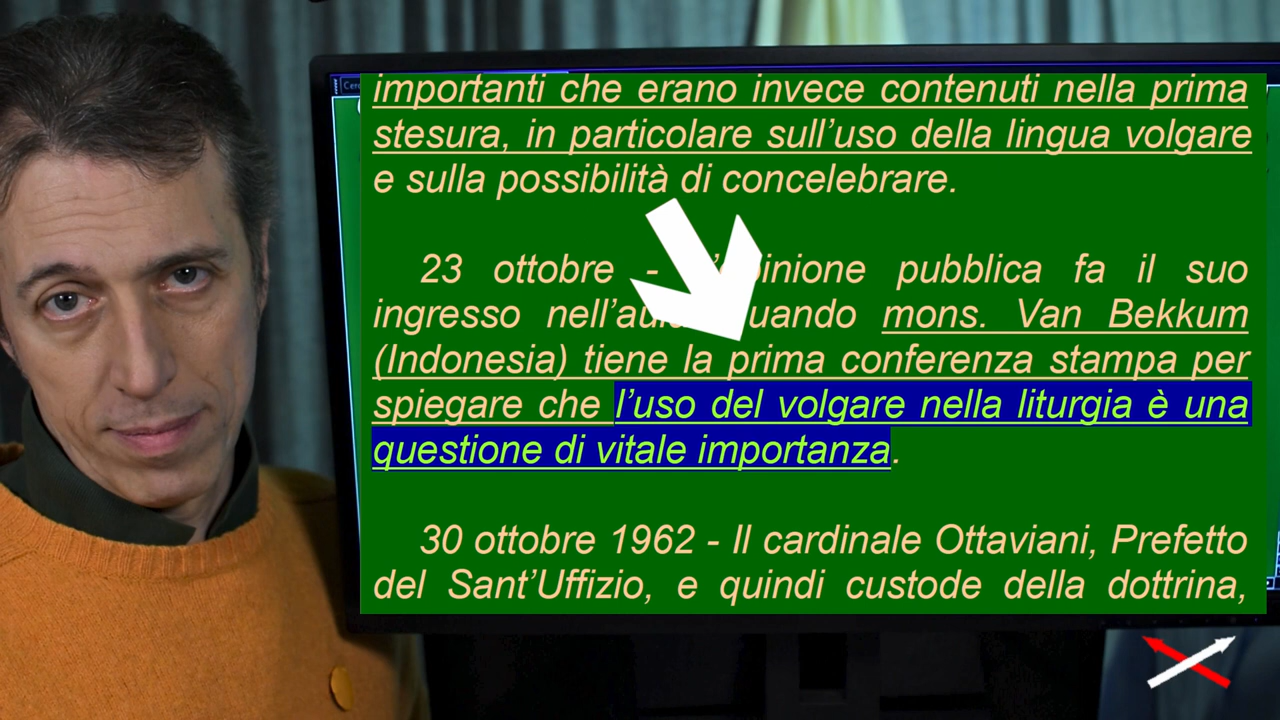 importanti che erano invece contenuti nella prima
stesura, in particolare sull'uso della lingua volgare
e sulla possibilità di concelebrare.
23 ottobre - pubblica fa il suo
ingresso mons. Van Bekkum
(Indonesia) tiene la prima conferenza stampa per
spiegare che l'uso del volgare nella liturgia è una
questione di vitale importanza.
30 ottobre 1962 - Il cardinale Ottaviani, Prefetto
del Sant'Uffizio, e quindi custode della dottrina,